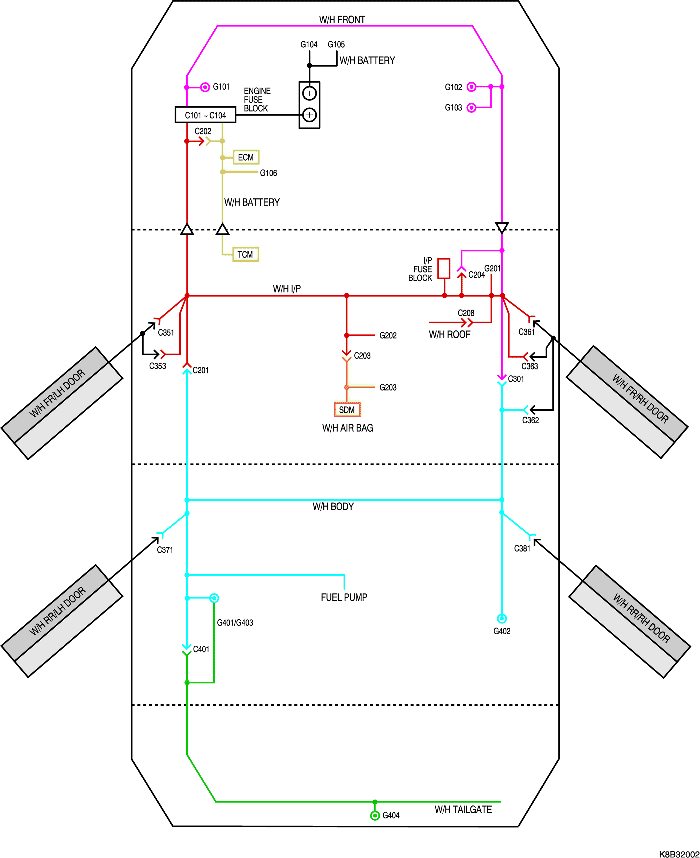 W/H FRONT
G104 G105
W/H BATTERY
G101
ENGINE
FUSE
BLOCK
G102
G103
C101 ~ C104
C202
ECM
G106
W/H BATTERY
TCM
I/P
FUSE
BLOCK
C204
G201
W/H I/P
C208
W/H ROOF
C351
C353
C201
G202
C203
G203
SDM
W/H AIR BAG
C361
C363
C301
C362
W/H FR/LH DOOR
W/H FR/RH DOOR
W/H BODY
C371
C381
FUEL PUMP
W/H RR/LH DOOR
W/H RR/RH DOOR
G401/G403
G402
C401
W/H TAILGATE
G404
K8B32002